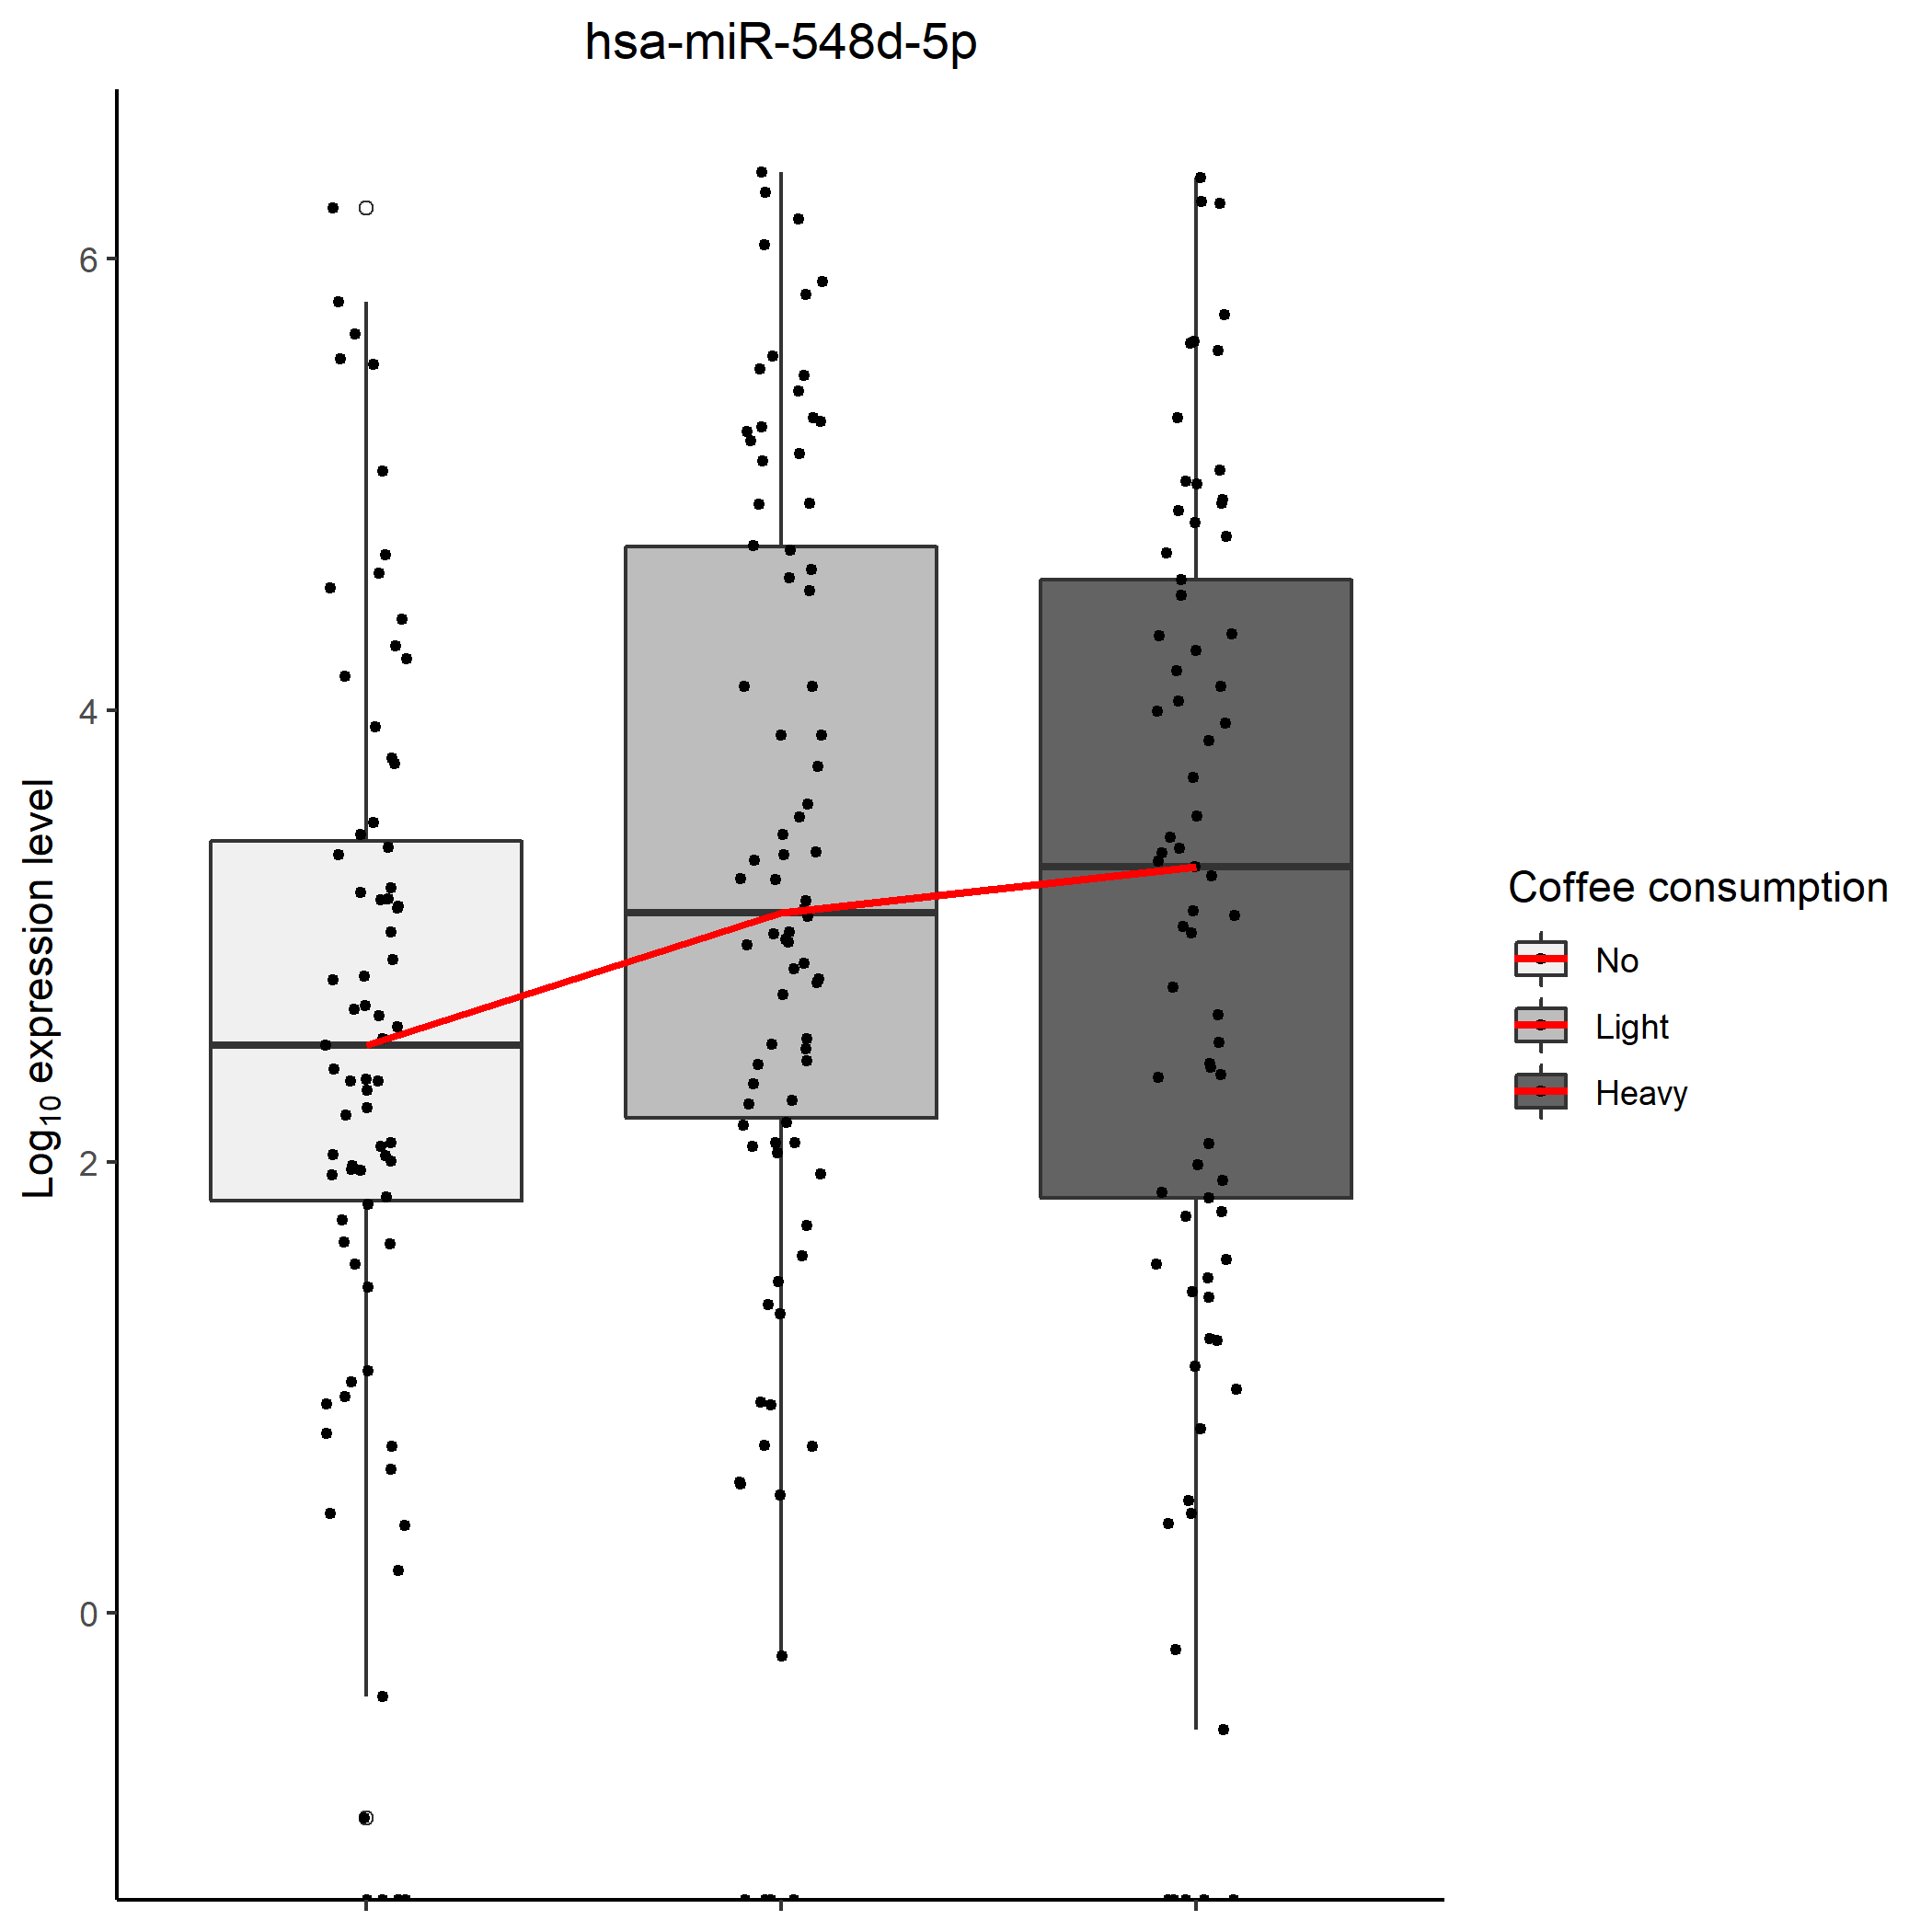 hsa-miR-548d-5p
Log₁₀ expression level
6
4
2
0
Coffee consumption
No
Light
Heavy